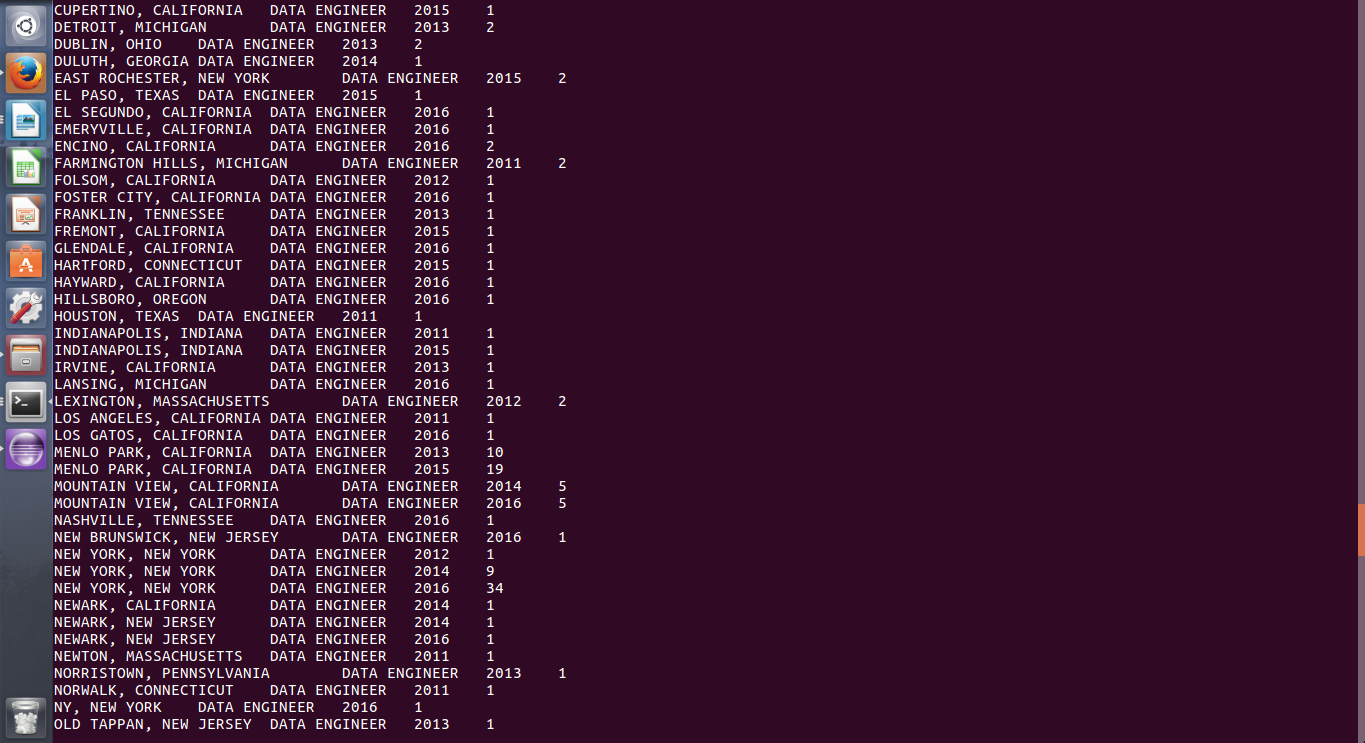 CUPERTINO, CALIFORNIA	DATA ENGINEER	2015	1
DETROIT, MICHIGAN	DATA ENGINEER	2013	2
DUBLIN, OHIO	DATA ENGINEER	2013	2
DULUTH, GEORGIA	DATA ENGINEER	2014	1
EAST ROCHESTER, NEW YORK	DATA ENGINEER	2015	2
EL PASO, TEXAS	DATA ENGINEER	2015	1
EL SEGUNDO, CALIFORNIA	DATA ENGINEER	2016	1
EMERYVILLE, CALIFORNIA	DATA ENGINEER	2016	1
ENCINO, CALIFORNIA	DATA ENGINEER	2016	2
FARMINGTON HILLS, MICHIGAN	DATA ENGINEER	2011	2
FOLSOM, CALIFORNIA	DATA ENGINEER	2012	1
FOSTER CITY, CALIFORNIA	DATA ENGINEER	2016	1
FRANKLIN, TENNESSEE	DATA ENGINEER	2013	1
FREMONT, CALIFORNIA	DATA ENGINEER	2015	1
GLENDALE, CALIFORNIA	DATA ENGINEER	2016	1
HARTFORD, CONNECTICUT	DATA ENGINEER	2015	1
HAYWARD, CALIFORNIA	DATA ENGINEER	2016	1
HILLSBORO, OREGON	DATA ENGINEER	2016	1
HOUSTON, TEXAS	DATA ENGINEER	2011	1
INDIANAPOLIS, INDIANA	DATA ENGINEER	2011	1
INDIANAPOLIS, INDIANA	DATA ENGINEER	2015	1
IRVINE, CALIFORNIA	DATA ENGINEER	2013	1
LANSING, MICHIGAN	DATA ENGINEER	2016	1
LEXINGTON, MASSACHUSETTS	DATA ENGINEER	2012	2
LOS ANGELES, CALIFORNIA	DATA ENGINEER	2011	1
LOS GATOS, CALIFORNIA	DATA ENGINEER	2016	1
MENLO PARK, CALIFORNIA	DATA ENGINEER	2013	10
MENLO PARK, CALIFORNIA	DATA ENGINEER	2015	19
MOUNTAIN VIEW, CALIFORNIA	DATA ENGINEER	2014	5
MOUNTAIN VIEW, CALIFORNIA	DATA ENGINEER	2016	5
NASHVILLE, TENNESSEE	DATA ENGINEER	2016	1
NEW BRUNSWICK, NEW JERSEY	DATA ENGINEER	2016	1
NEW YORK, NEW YORK	DATA ENGINEER	2012	1
NEW YORK, NEW YORK	DATA ENGINEER	2014	9
NEW YORK, NEW YORK	DATA ENGINEER	2016	34
NEWARK, CALIFORNIA	DATA ENGINEER	2014	1
NEWARK, NEW JERSEY	DATA ENGINEER	2014	1
NEWARK, NEW JERSEY	DATA ENGINEER	2016	1
NEWTON, MASSACHUSETTS	DATA ENGINEER	2011	1
NORRISTOWN, PENNSYLVANIA	DATA ENGINEER	2013	1
NORWALK, CONNECTICUT	DATA ENGINEER	2011	1
NY, NEW YORK	DATA ENGINEER	2016	1
OLD TAPPAN, NEW JERSEY	DATA ENGINEER	2013	1